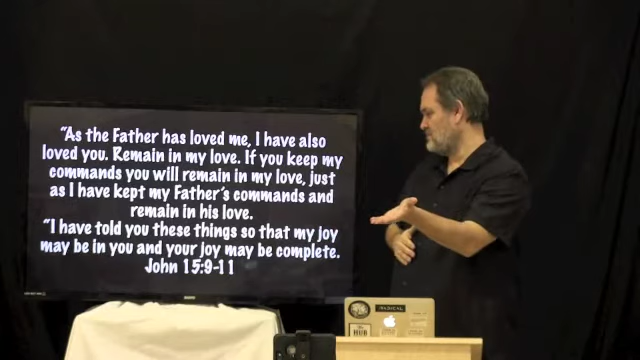 "As the Father has loved me, I have also
loved you. Remain in my love. If you keep my
commands you will remain in my love, just
as I have kept my Father's commands and
remain in his love.
"I have told you these things so that my joy
may be in you and your joy may be complete.
John 15:9-11
RADICAL
HUB